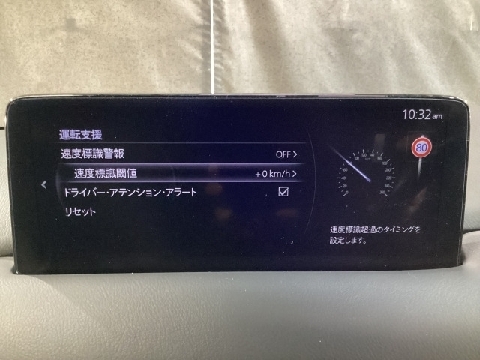 10:32 am
運転支援
速度標識警報 OFF >
速度標識閾値 +0 km/h >
ドライバー・アテンション・アラート
リセット
80
速度標識超過のタイミングを
設定します。